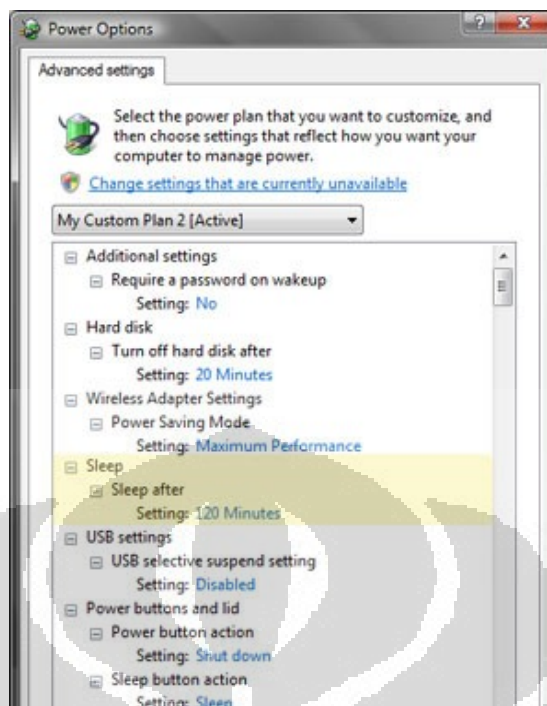 Power Options
Advanced settings
Select the power plan that you want to customize, and
then choose settings that reflect how you want your
computer to manage power.
Change settings that are currently unavailable
My Custom Plan 2 [Active]
Additional settings
Require a password on wakeup
Setting: No
Hard disk
Turn off hard disk after
Setting: 20 Minutes
Wireless Adapter Settings
Power Saving Mode
Setting: Maximum Performance
Sleep
Sleep after
Setting: 120 Minutes
USB settings
USB selective suspend setting
Setting: Disabled
Power buttons and lid
Power button action
Setting: Shut down
Sleep button action
Setting: Sleep